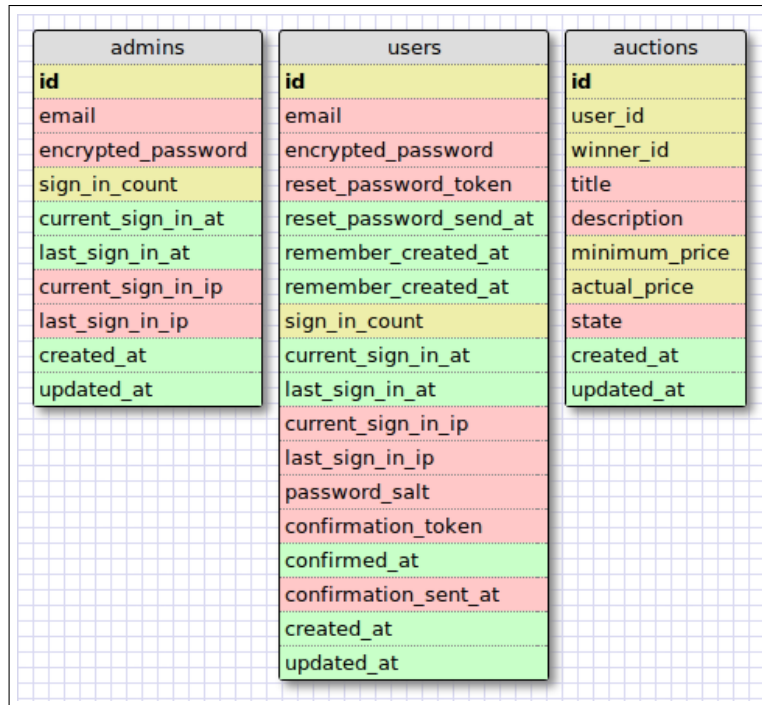 admins
id
email
encrypted_password
sign_in_count
current_sign_in_at
last_sign_in_at
current_sign_in_ip
last_sign_in_ip
created_at
updated_at
users
id
email
encrypted_password
reset_password_token
reset_password_send_at
remember_created_at
remember_created_at
sign_in_count
current_sign_in_at
last_sign_in_at
current_sign_in_ip
last_sign_in_ip
password_salt
confirmation_token
confirmed_at
confirmation_sent_at
created_at
updated_at
auctions
id
user_id
winner_id
title
description
minimum_price
actual_price
state
created_at
updated_at